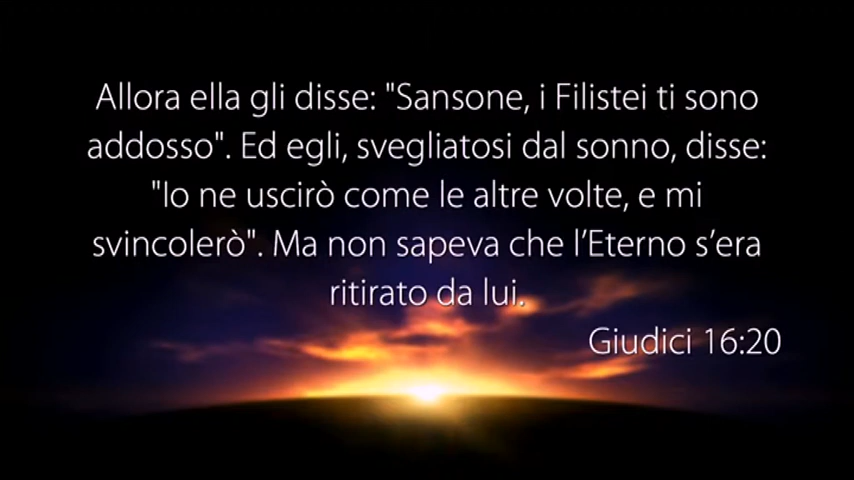 Allora ella gli disse: "Sansone, i Filistei ti sono
addosso". Ed egli, svegliatosi dal sonno, disse:
"Io ne uscirò come le altre volte, e mi
svincolerò". Ma non sapeva che l’Eterno s’era
ritirato da lui.
Giudici 16:20